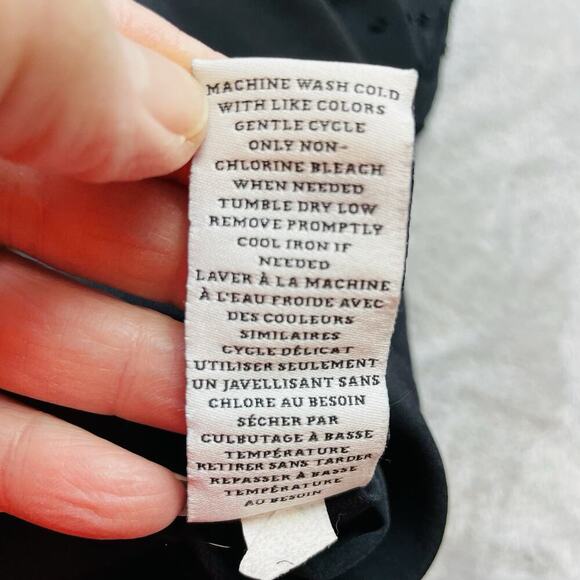 MACHINE WASH COLD
WITH LIKE COLORS
GENTLE CYCLE
ONLY NON-
CHLORINE BLEACH
WHEN NEEDED
TUMBLE DRY LOW
REMOVE PROMPTLY
COOL IRON IF
NEEDED
LAVER À LA MACHINE
À L'EAU FROIDE AVEC
DES COULEURS
SIMILAIRES
CYCLE DÉLICAT
UTILISER SEULEMENT
UN JAVELLISANT SANS
CHLORE AU BESOIN
SÉCHER PAR
CULBUTAGE À BASSE
TEMPÉRATURE
RETIRER SANS TARDER
REPASSER À BASSE
TEMPÉRATURE
AU BESOIN